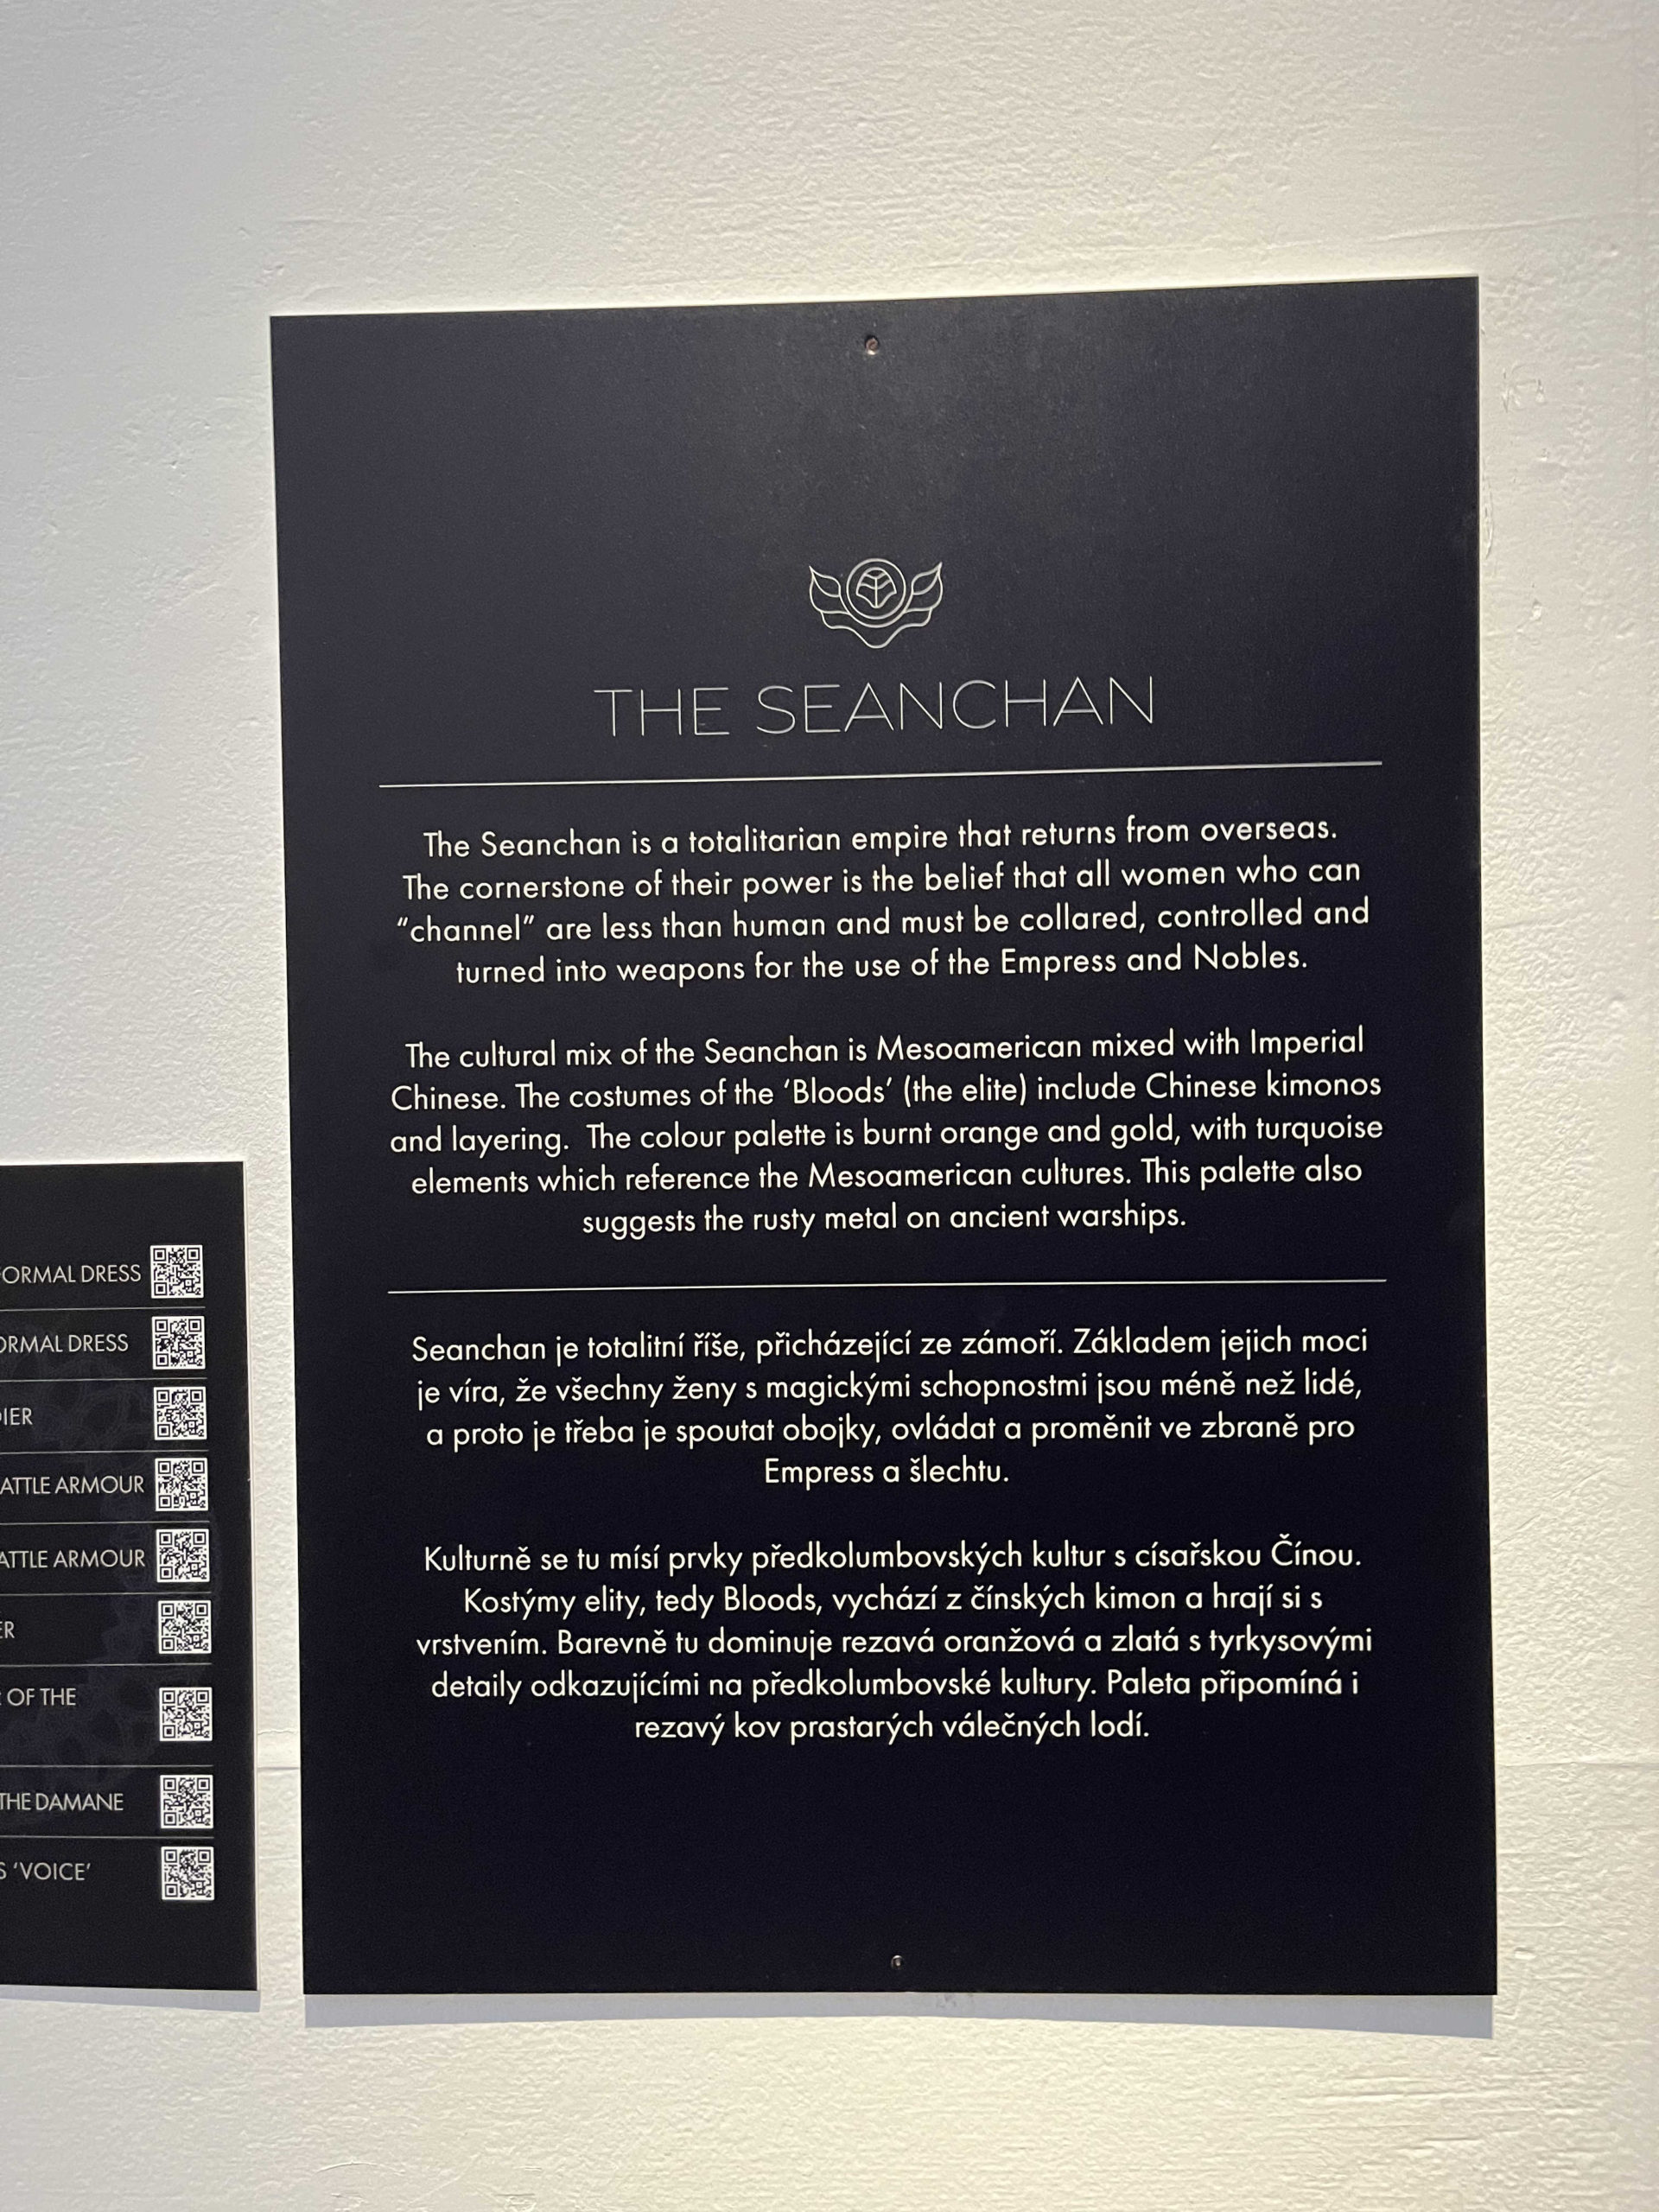 THE SEANCHAN
The Seanchan is a totalitarian empire that returns from overseas.
The cornerstone of their power is the belief that all women who can
“channel” are less than human and must be collared, controlled and
turned into weapons for the use of the Empress and Nobles.
The cultural mix of the Seanchan is Mesoamerican mixed with Imperial
Chinese. The costumes of the ‘Bloods’ (the elite) include Chinese kimonos
and layering. The colour palette is burnt orange and gold, with turquoise
elements which reference the Mesoamerican cultures. This palette also
suggests the rusty metal on ancient warships.
Seanchan je totalitní říše, přicházející ze zámoří. Základem jejich moci
je víra, že všechny ženy s magickými schopnostmi jsou méně než lidé,
a proto je třeba je spoutat obojky, ovládat a proměnit ve zbraně pro
Empress a šlechtu.
Kulturně se tu mísí prvky předkolumbovských kultur s císařskou Čínou.
Kostýmy elity, tedy Bloods, vychází z čínských kimon a hrají si s
vrstvením. Barevně tu dominuje rezavá oranžová a zlatá s tyrkysovými
detaily odkazujícími na předkolumbovské kultury. Paleta připomíná i
rezavý kov prastarých válečných lodí.
ORMAL DRESS
ORMAL DRESS
IER
ATTLE ARMOUR
ATTLE ARMOUR
ER
OF THE
THE DAMANE
S ‘VOICE’